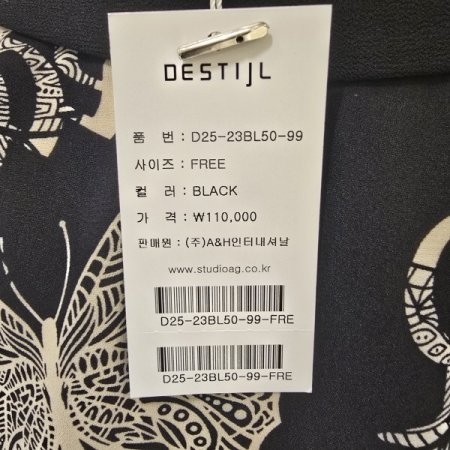 DESTIJL
품 번 : D25-23BL50-99
사이즈 : FREE
컬 러 : BLACK
가 격 : ₩110,000
판매원 : (주)A&H인터내셔날
www.studioag.co.kr
D25-23BL50-99-FRE
D25-23BL50-99-FRE